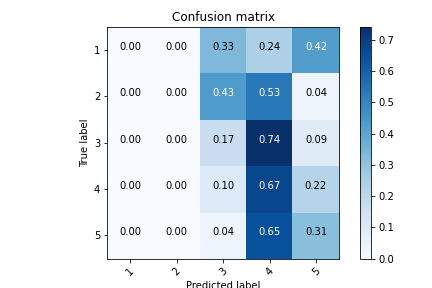 Confusion matrix
True label
1 0.00 0.00 0.33 0.24 0.42
2 0.00 0.00 0.43 0.53 0.04
3 0.00 0.00 0.17 0.74 0.09
4 0.00 0.00 0.10 0.67 0.22
5 0.00 0.00 0.04 0.65 0.31
1 2 3 4 5
Predicted label
0.7
0.6
0.5
0.4
0.3
0.2
0.1
0.0